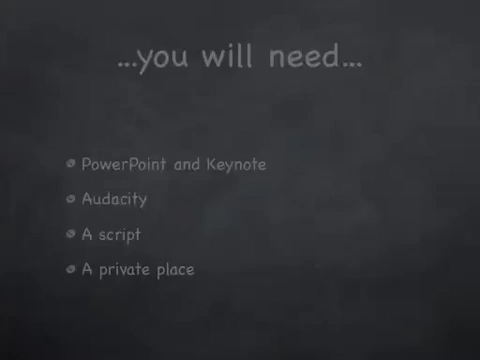 ...you will need...
PowerPoint and Keynote
Audacity
A script
A private place